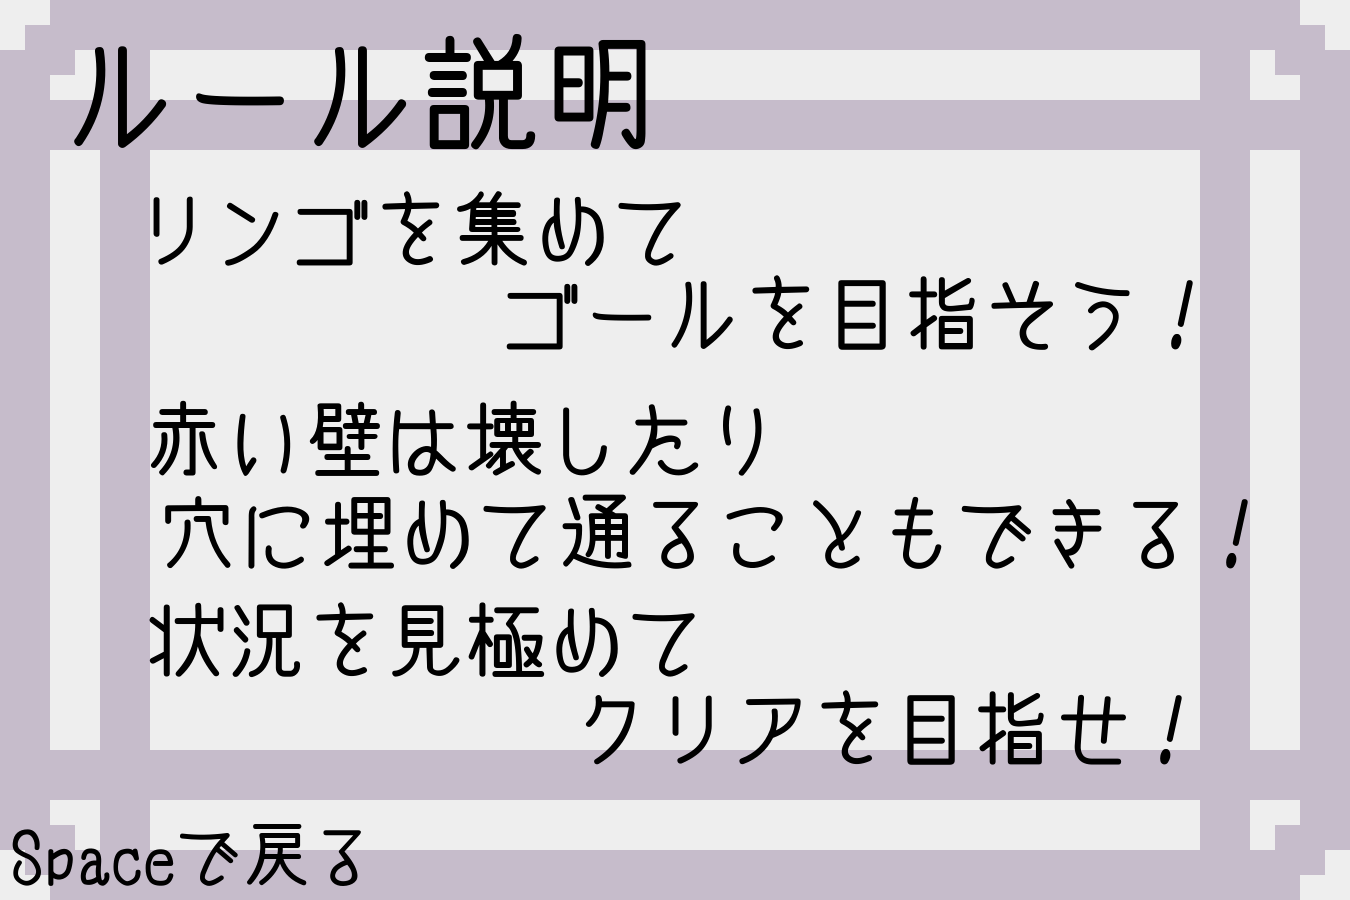 ルール説明
リンゴを集めて
ゴールを目指そう！
赤い壁は壊したり
穴に埋めて通ることもできる！
状況を見極めて
クリアを目指せ！
Spaceで戻る